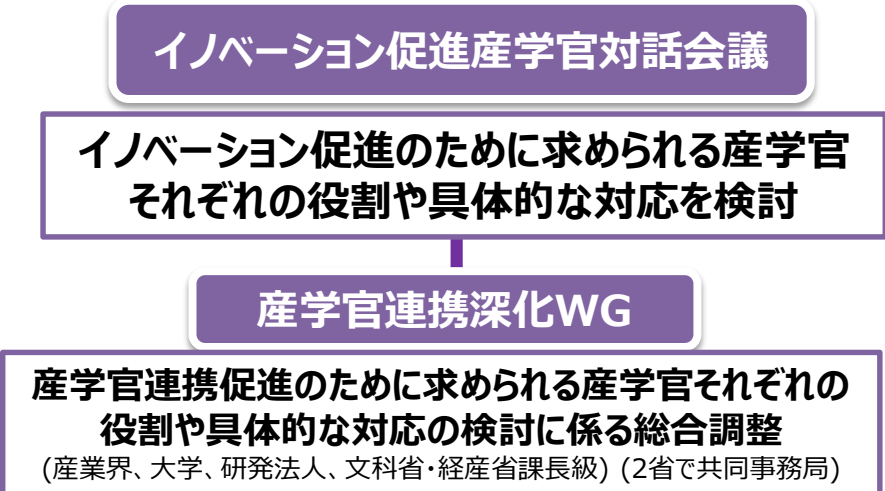 イノベーション促進産学官対話会議
イノベーション促進のために求められる産学官
それぞれの役割や具体的な対応を検討
産学官連携深化WG
産学官連携促進のために求められる産学官それぞれの
役割や具体的な対応の検討に係る総合調整
(産業界、大学、研発法人、文科省・経産省課長級) (2省で共同事務局)